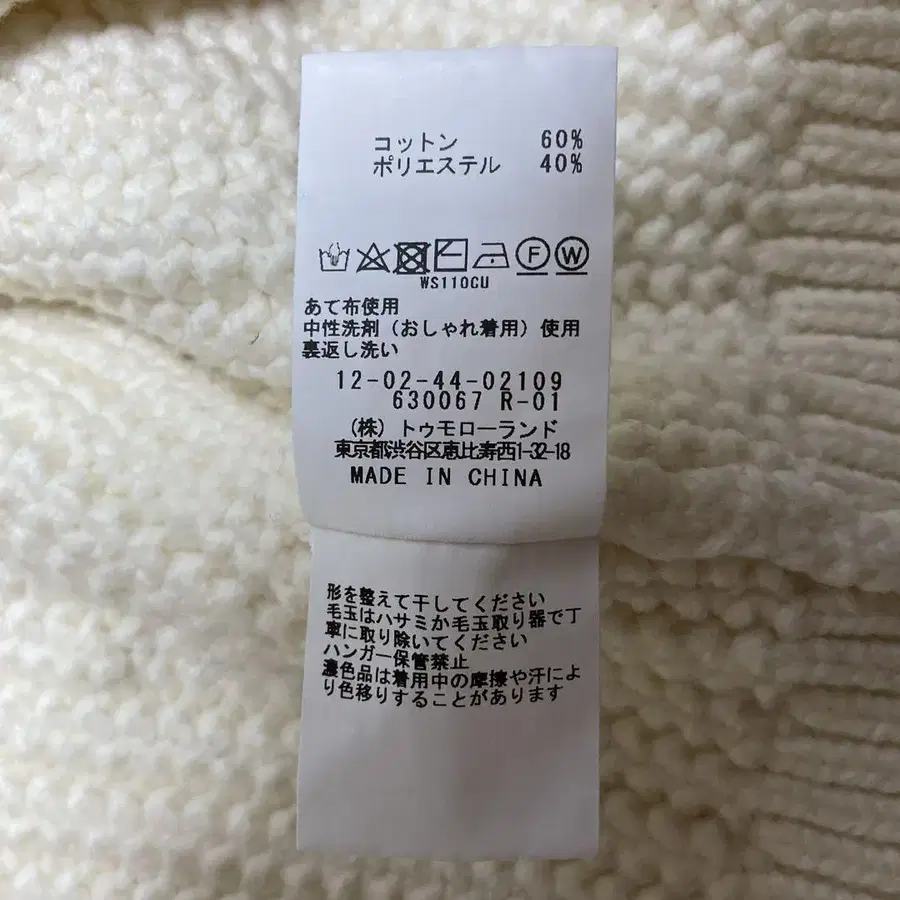 コットン 60%
ポリエステル 40%
F W
WS110CU
あて布使用
中性洗剤(おしゃれ着用)使用
裏返し洗い
12-02-44-02109
630067 R-01
(株)トゥモローランド
東京都渋谷区恵比寿西1-32-18
MADE IN CHINA
形を整えて干してください
毛玉はハサミか毛玉取り器で丁
寧に取り除いてください
ハンガー保管禁止
濃色品は着用中の摩擦や汗によ
り色移りすることがあります